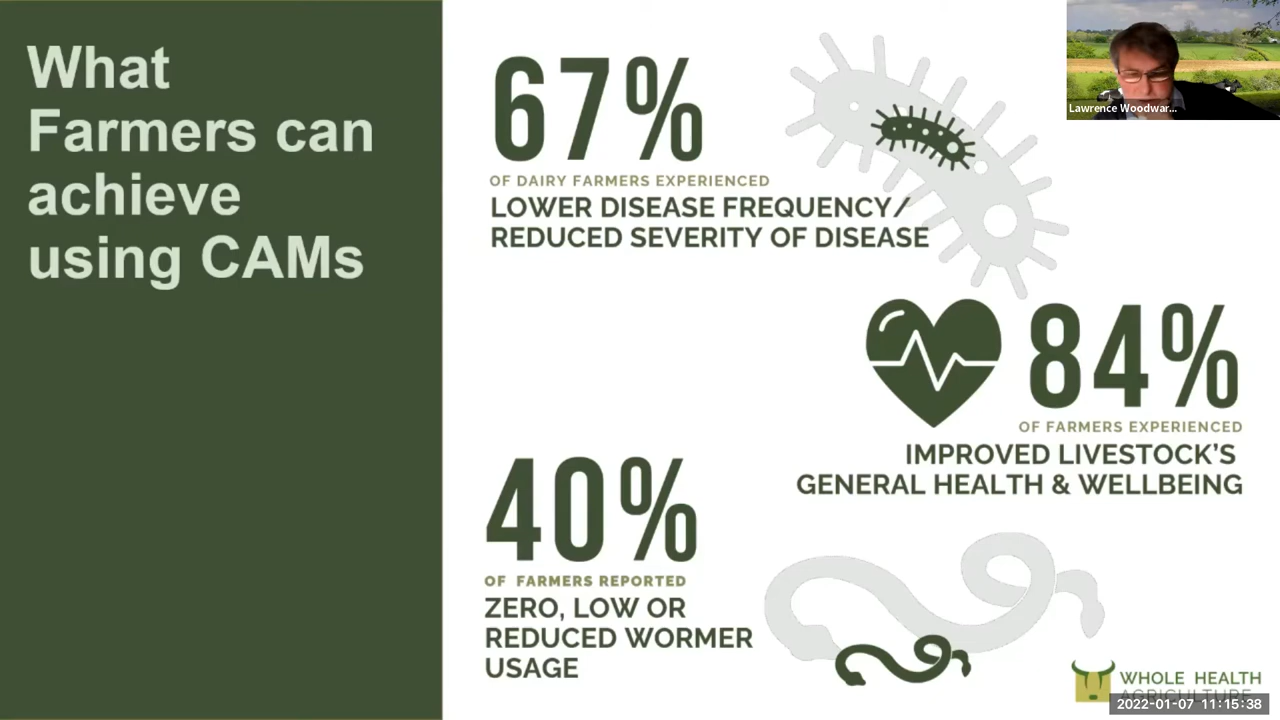 What
Farmers can
achieve
using CAMs
67%
OF DAIRY FARMERS EXPERIENCED
LOWER DISEASE FREQUENCY/
REDUCED SEVERITY OF DISEASE
84%
OF FARMERS EXPERIENCED
IMPROVED LIVESTOCK'S
GENERAL HEALTH & WELLBEING
40%
OF FARMERS REPORTED
ZERO, LOW OR
REDUCED WORMER
USAGE
Lawrence Woodwar...
WHOLE HEALTH
AGRICULTURE
2022-01-07 11:15:38